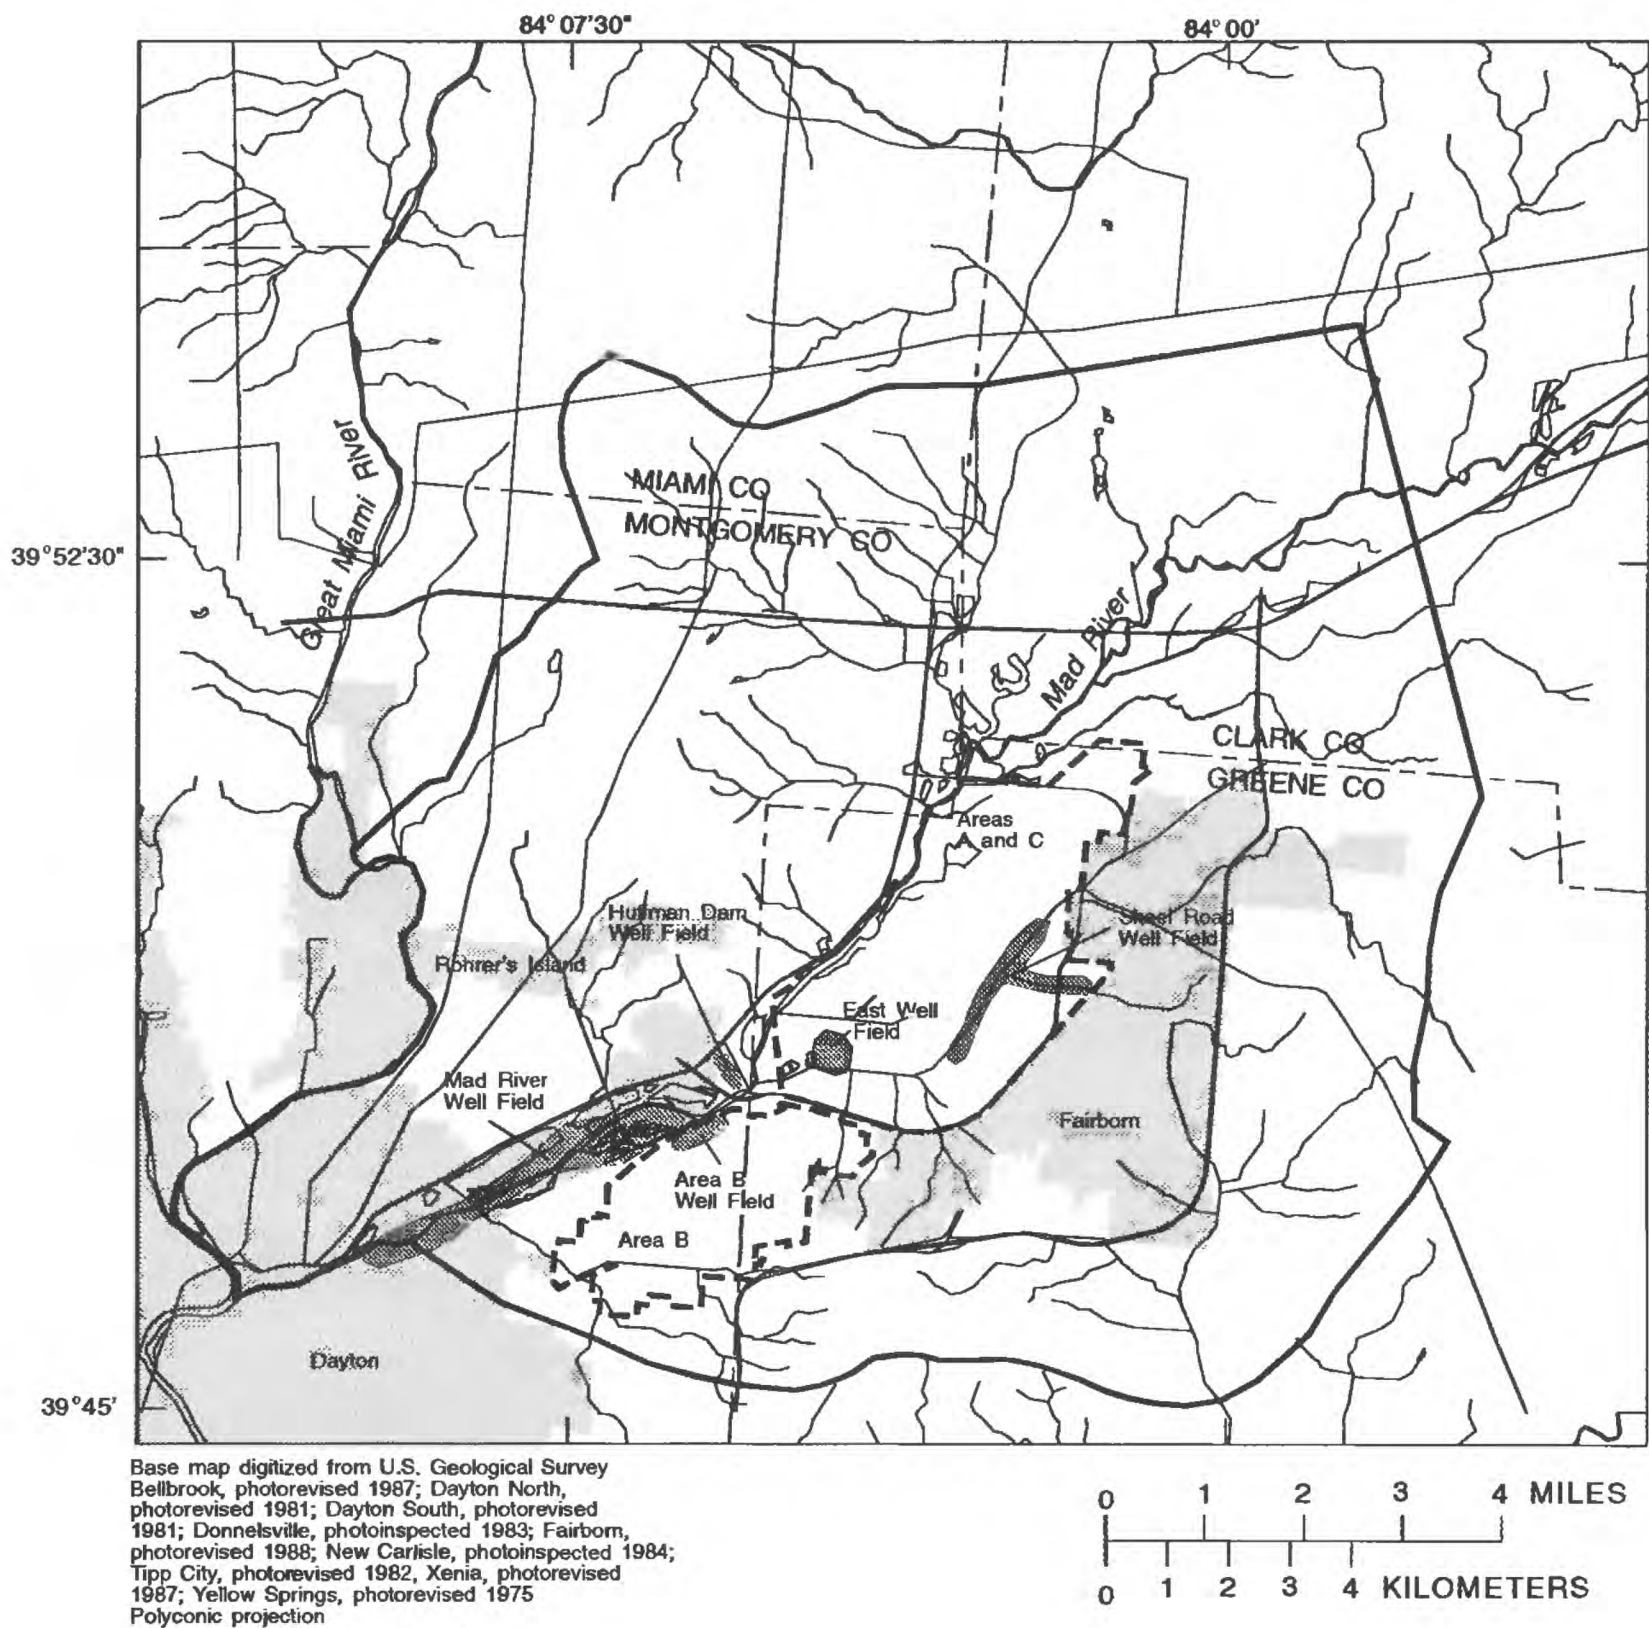 84° 07'30"
84° 00'
Great Miami River
MIAMI CO
MONTGOMERY CO
39°52'30"
Mad River
CLARK CO
GREENE CO
Areas
A and C
Huffman Dam
Well Field
Skeel Road
Well Field
Rohrer's Island
East Well
Field
Mad River
Well Field
Fairborn
Area B
Well Field
Area B
Dayton
39°45'
Base map digitized from U.S. Geological Survey
Bellbrook, photorevised 1987; Dayton North,
photorevised 1981; Dayton South, photorevised
1981; Donnelsville, photoinspected 1983; Fairborn,
photorevised 1988; New Carlisle, photoinspected 1984;
Tipp City, photorevised 1982, Xenia, photorevised
1987; Yellow Springs, photorevised 1975
Polyconic projection
0 1 2 3 4 MILES
0 1 2 3 4 KILOMETERS